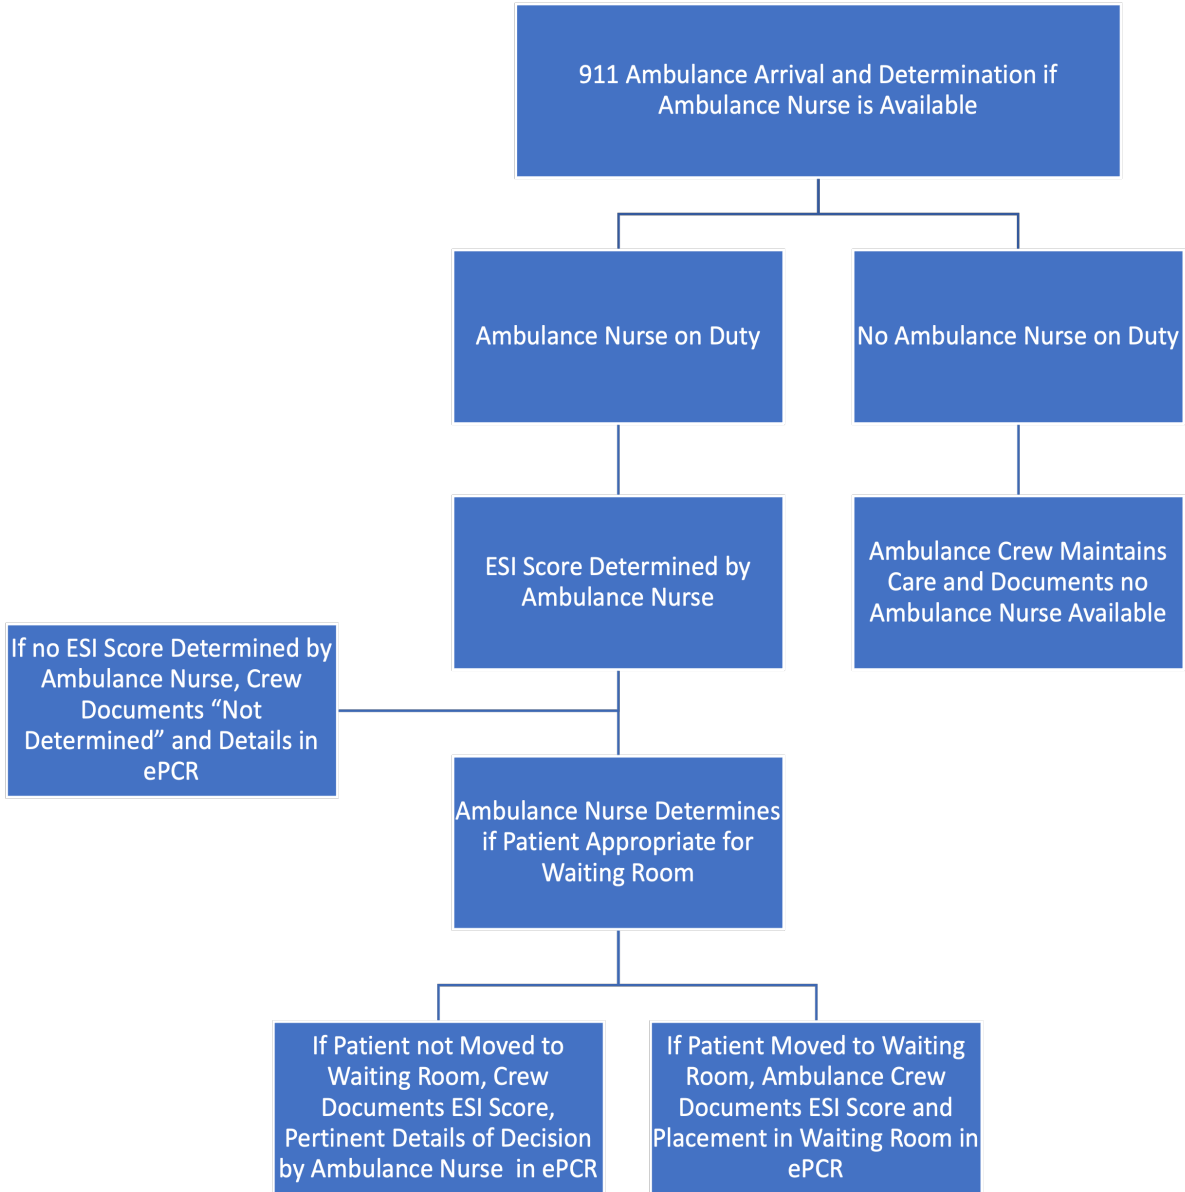 911 Ambulance Arrival and Determination if
Ambulance Nurse is Available
Ambulance Nurse on Duty
No Ambulance Nurse on Duty
ESI Score Determined by
Ambulance Nurse
Ambulance Crew Maintains
Care and Documents no
Ambulance Nurse Available
If no ESI Score Determined by
Ambulance Nurse, Crew
Documents “Not
Determined” and Details in
ePCR
Ambulance Nurse Determines
if Patient Appropriate for
Waiting Room
If Patient not Moved to
Waiting Room, Crew
Documents ESI Score,
Pertinent Details of Decision
by Ambulance Nurse in ePCR
If Patient Moved to Waiting
Room, Ambulance Crew
Documents ESI Score and
Placement in Waiting Room in
ePCR